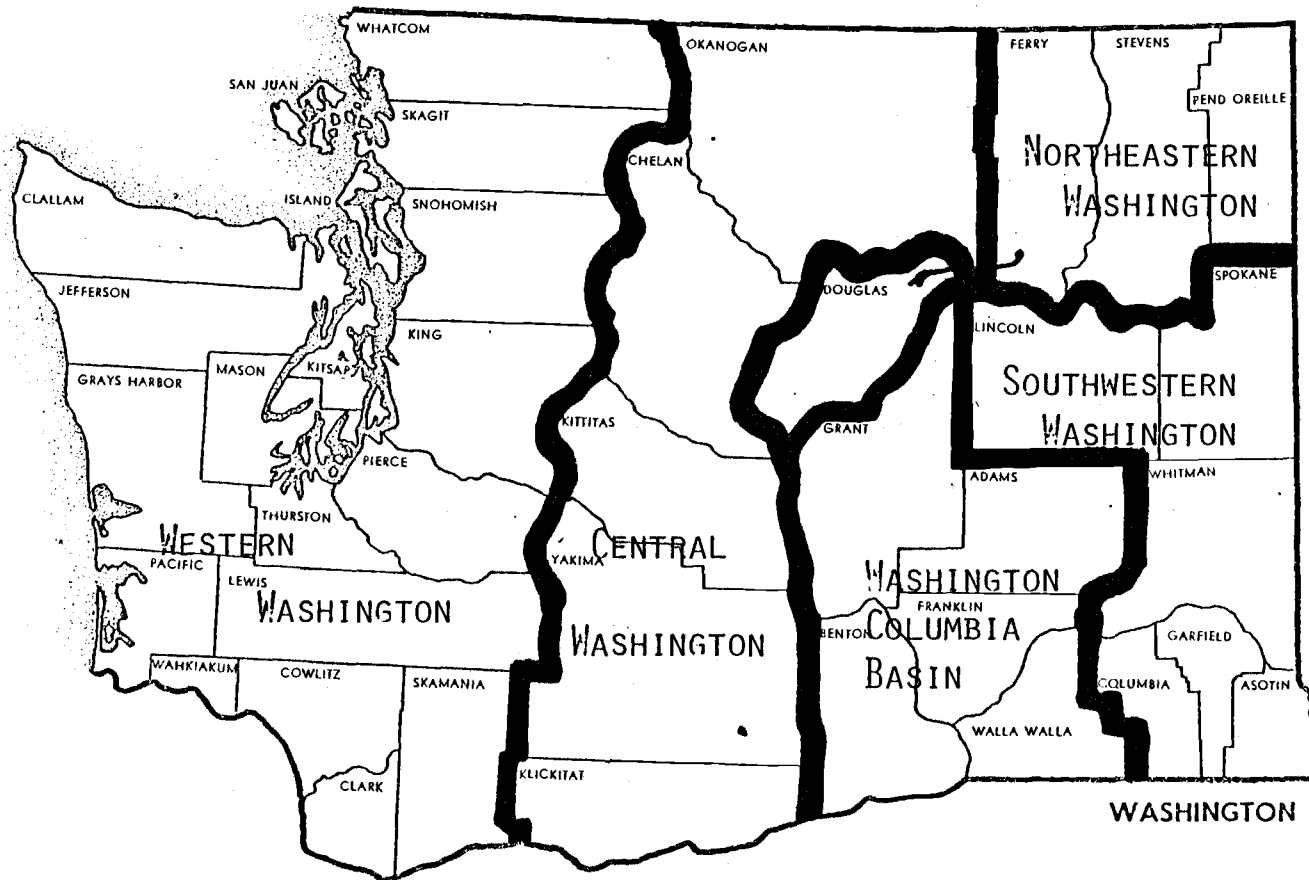 WHATCOM
OKANOGAN
FERRY
STEVENS
SAN JUAN
SKAGIT
PEND OREILLE
CHELAN
NORTHEASTERN
WASHINGTON
CLALLAM
ISLAND
SNOHOMISH
JEFFERSON
DOUGLAS
SPOKANE
KING
LINCOLN
GRAYS HARBOR
MASON
KITSAP
SOUTHWESTERN
WASHINGTON
KITTITAS
GRANT
PIERCE
ADAMS
WHITMAN
THURSTON
WESTERN
WASHINGTON
CENTRAL
WASHINGTON
PACIFIC
LEWIS
YAKIMA
WASHINGTON
COLUMBIA
BASIN
FRANKLIN
BENTON
GARFIELD
WAHKIAKUM
COWLITZ
SKAMANIA
COLUMBIA
ASOTIN
WALLA WALLA
KLICKITAT
CLARK
WASHINGTON